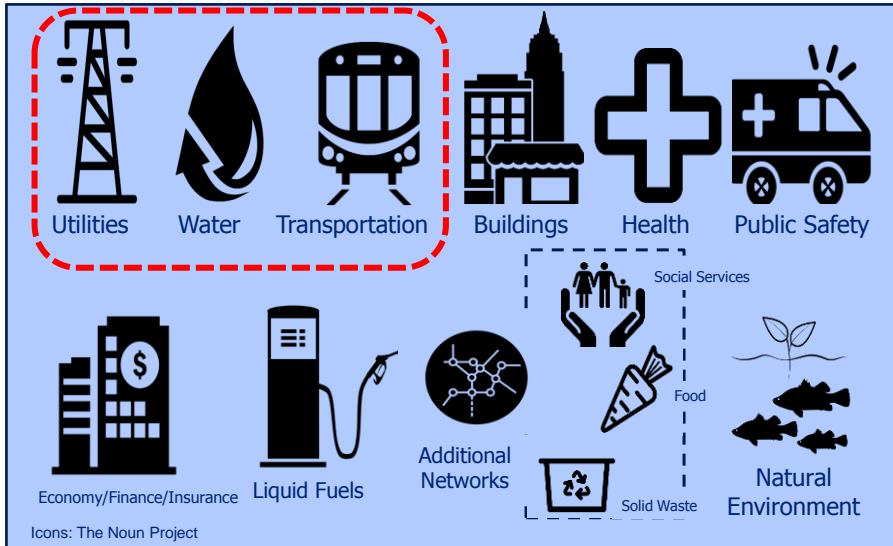 Utilities
Water
Transportation
Buildings
Health
Public Safety
Social Services
Food
Solid Waste
$
Economy/Finance/Insurance
Liquid Fuels
Additional
Networks
Natural
Environment
Icons: The Noun Project